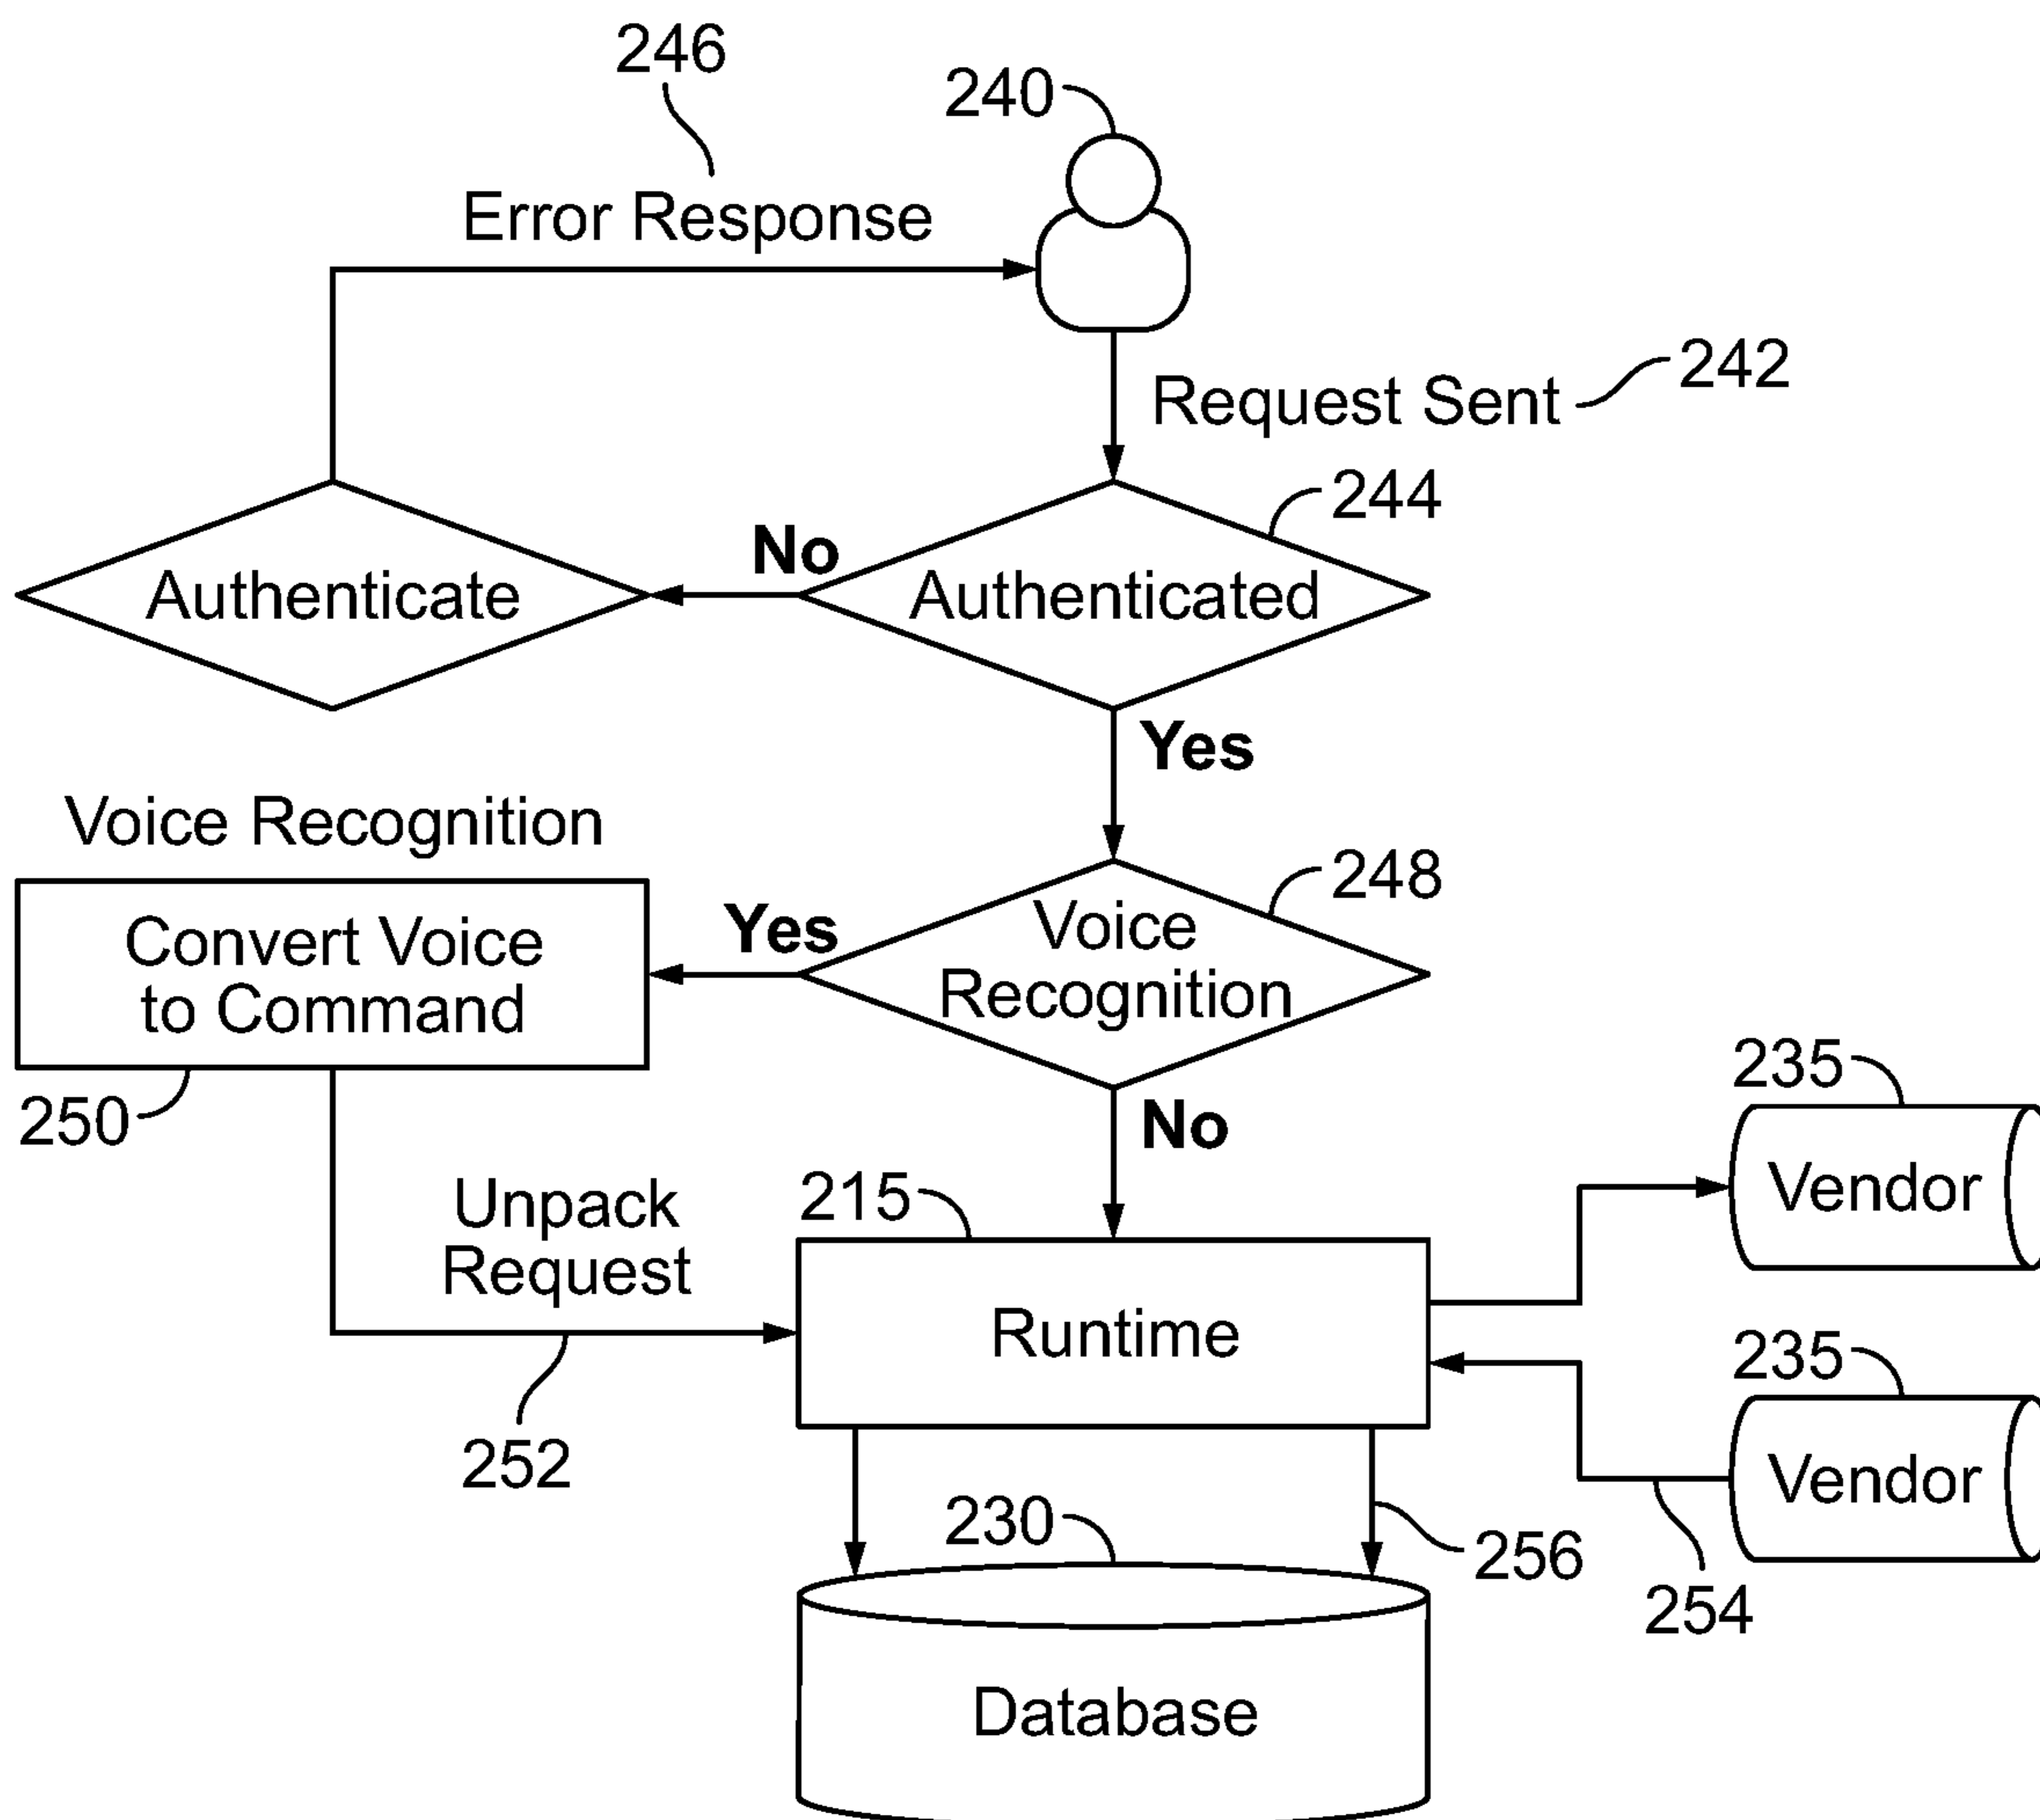 246
240
Error Response
242
Request Sent
244
No
Authenticate
Authenticated
Yes
Voice Recognition
248
Yes
Voice
Recognition
Convert Voice
to Command
235
250
No
Vendor
215
Unpack
Request
Runtime
235
252
Vendor
230
256
254
Database